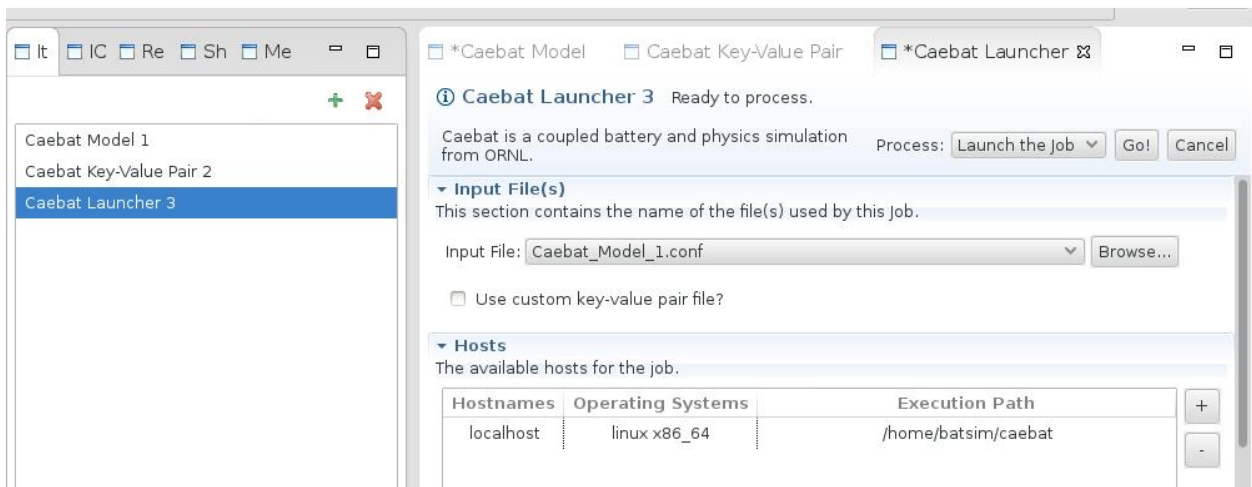 It IC Re Sh Me
Caebat Model 1
Caebat Key-Value Pair 2
Caebat Launcher 3
*Caebat Model Caebat Key-Value Pair *Caebat Launcher
Caebat Launcher 3 Ready to process.
Caebat is a coupled battery and physics simulation
from ORNL.
Process: Launch the Job Go! Cancel
Input File(s)
This section contains the name of the file(s) used by this Job.
Input File: Caebat_Model_1.conf Browse...
Use custom key-value pair file?
Hosts
The available hosts for the job.
Hostnames Operating Systems Execution Path +
localhost linux x86_64 /home/batsim/caebat
-